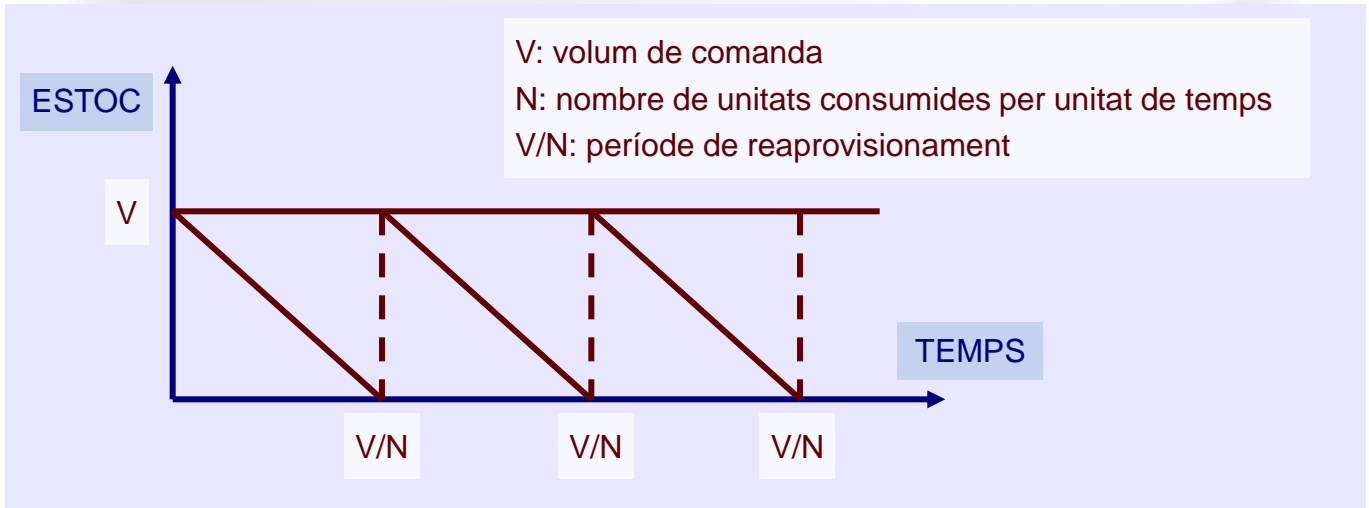 V: volum de comanda
N: nombre de unitats consumides per unitat de temps
V/N: període de reaprovisionament
ESTOC
V
TEMPS
V/N
V/N
V/N